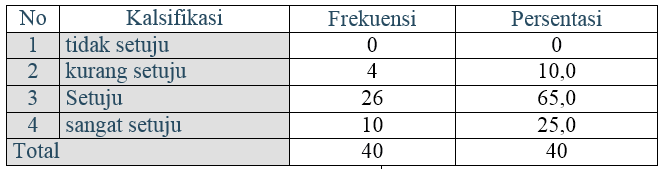 No Kalsifikasi Frekuensi Persentasi
1 tidak setuju 0 0
2 kurang setuju 4 10,0
3 Setuju 26 65,0
4 sangat setuju 10 25,0
Total 40 40